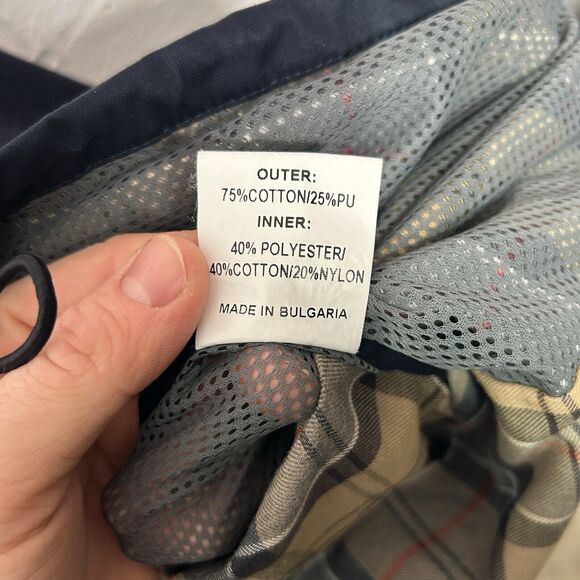 OUTER:
75%COTTON/25%PU
INNER:
40% POLYESTER/
40%COTTON/20%NYLON
MADE IN BULGARIA